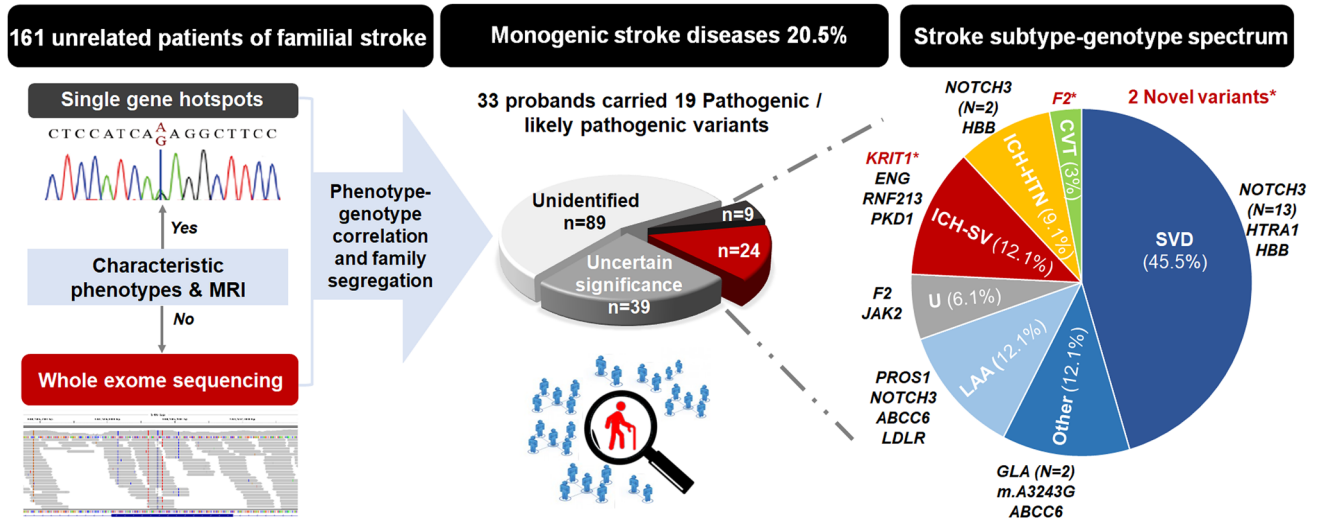 161 unrelated patients of familial stroke
Single gene hotspots
CTCCATCA A AGGCTTCC
G
Yes
Characteristic
phenotypes & MRI
No
Whole exome sequencing
Phenotype-
genotype
correlation
and family
segregation
Monogenic stroke diseases 20.5%
33 probands carried 19 Pathogenic /
likely pathogenic variants
Unidentified
n=89
n=9
n=24
Uncertain
significance
n=39
Stroke subtype-genotype spectrum
2 Novel variants*
NOTCH3
(N=2)
HBB
F2*
KRIT1*
ENG
RNF213
PKD1
F2
JAK2
PROS1
NOTCH3
ABCC6
LDLR
GLA (N=2)
m.A3243G
ABCC6
NOTCH3
(N=13)
HTRA1
HBB
CVT (3%)
ICH-HTN (9.1%)
ICH-SV (12.1%)
U (6.1%)
LAA (12.1%)
Other (12.1%)
SVD
(45.5%)